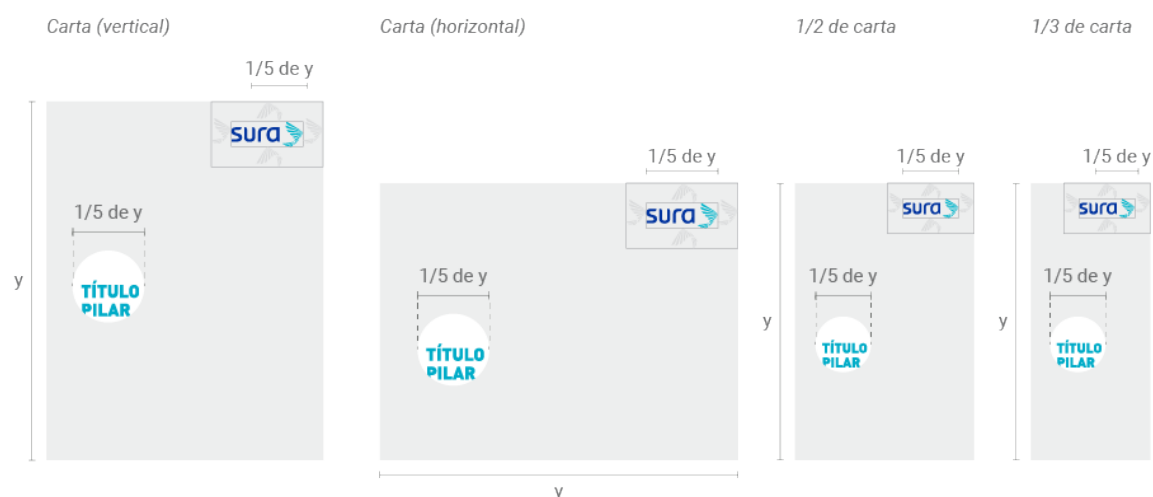 Carta (vertical)
Carta (horizontal)
1/2 de carta
1/3 de carta
1/5 de y
sura
1/5 de y
TÍTULO
PILAR
y
1/5 de y
sura
1/5 de y
TÍTULO
PILAR
y
1/5 de y
sura
1/5 de y
TÍTULO
PILAR
y
1/5 de y
sura
1/5 de y
TÍTULO
PILAR
y